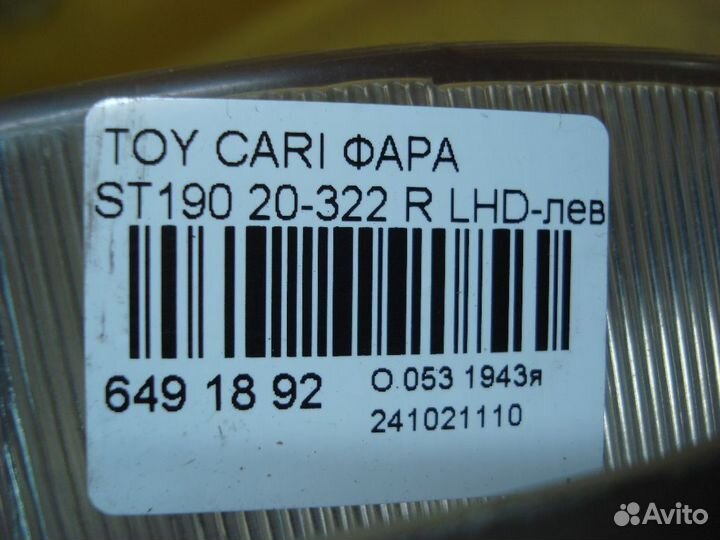 TOY CARI ФАРА
ST190 20-322 R LHD-лев
649 18 92
О.053 1943я
241021110
Avito